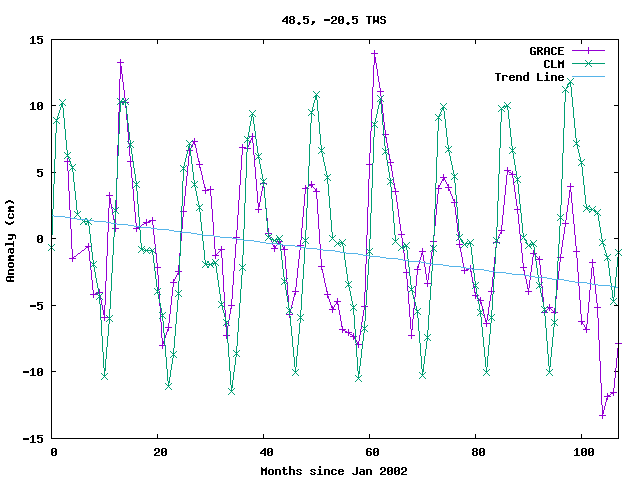 48.5, -20.5 TWS
GRACE
CLM
Trend Line
15
10
5
0
-5
-10
-15
Anomaly (cm)
0 20 40 60 80 100
Months since Jan 2002